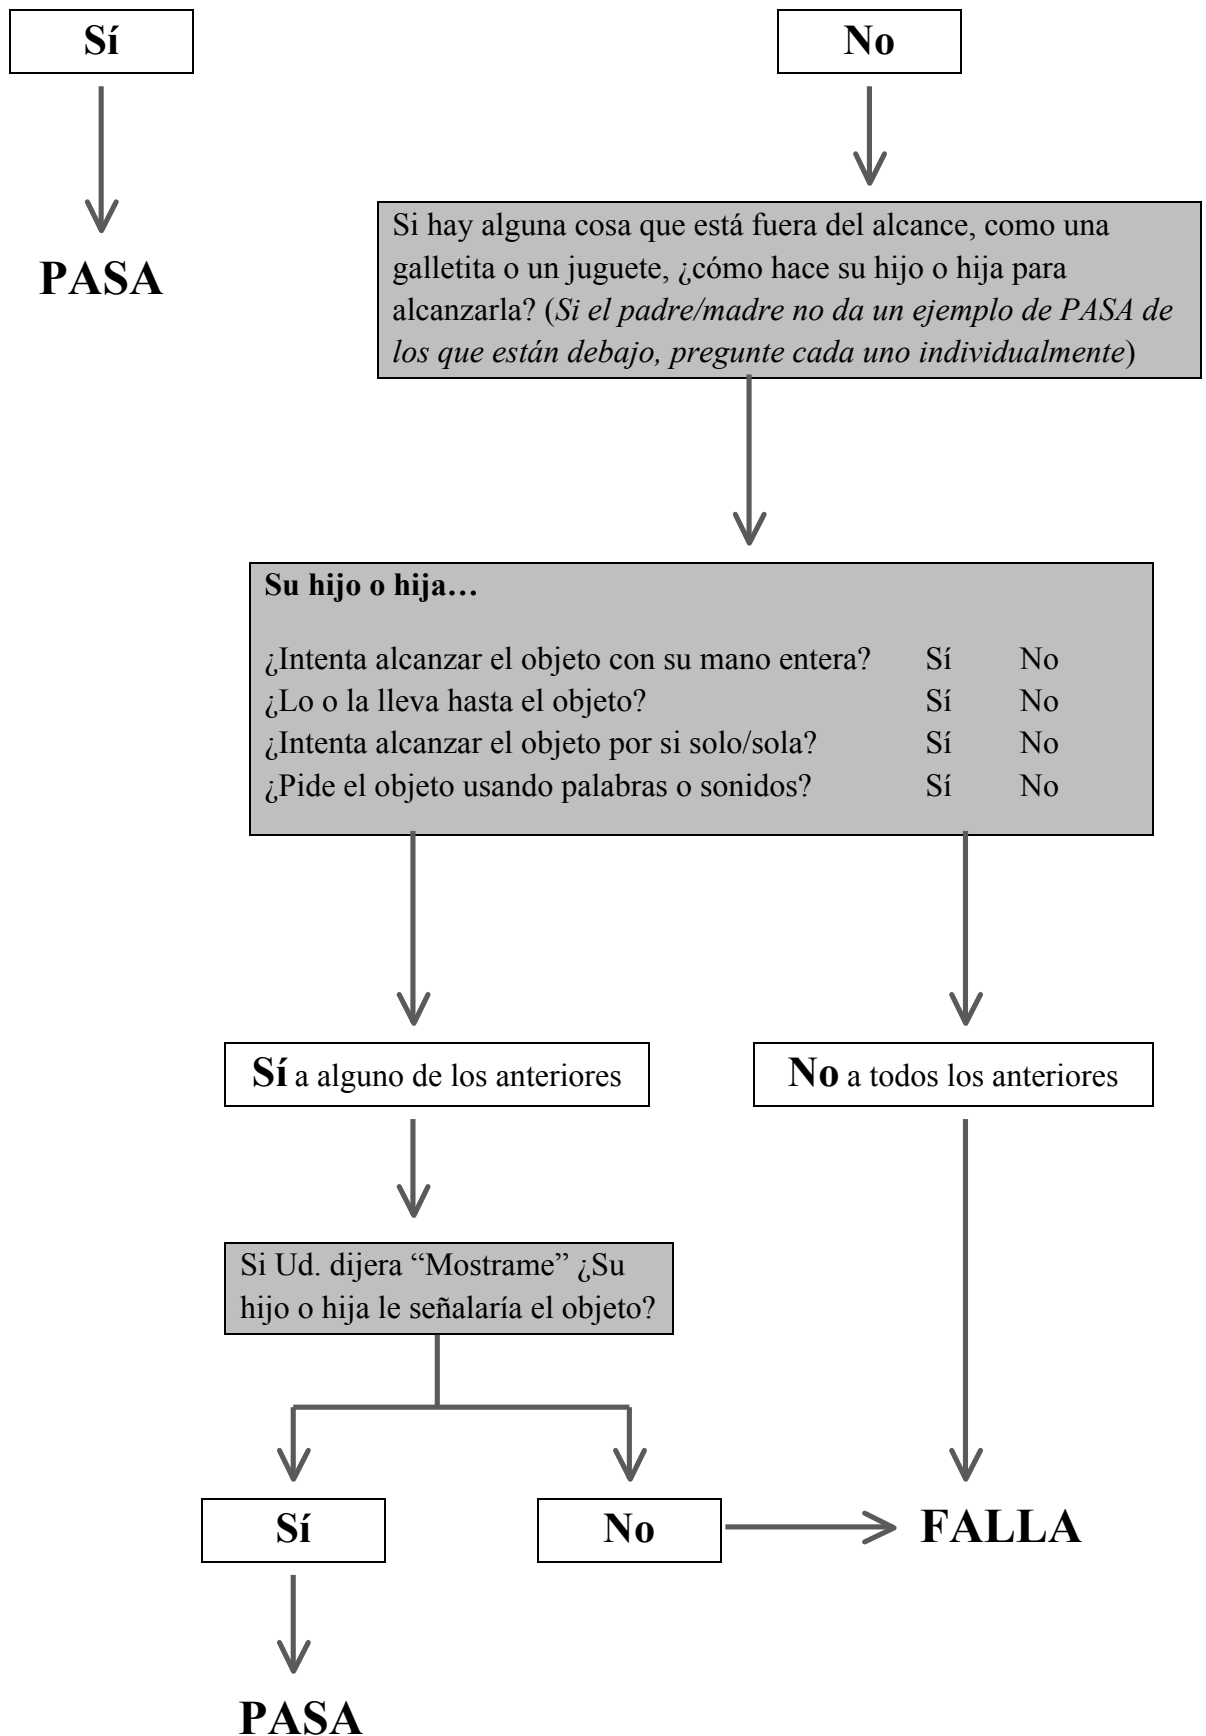 Sí
No
PASA
Si hay alguna cosa que está fuera del alcance, como una
galletita o un juguete, ¿cómo hace su hijo o hija para
alcanzarla? (Si el padre/madre no da un ejemplo de PASA de
los que están debajo, pregunte cada uno individualmente)
Su hijo o hija…
¿Intenta alcanzar el objeto con su mano entera? Sí No
¿Lo o la lleva hasta el objeto? Sí No
¿Intenta alcanzar el objeto por si solo/sola? Sí No
¿Pide el objeto usando palabras o sonidos? Sí No
Sí a alguno de los anteriores
No a todos los anteriores
Si Ud. dijera “Mostrame” ¿Su
hijo o hija le señalaría el objeto?
Sí
No
FALLA
PASA